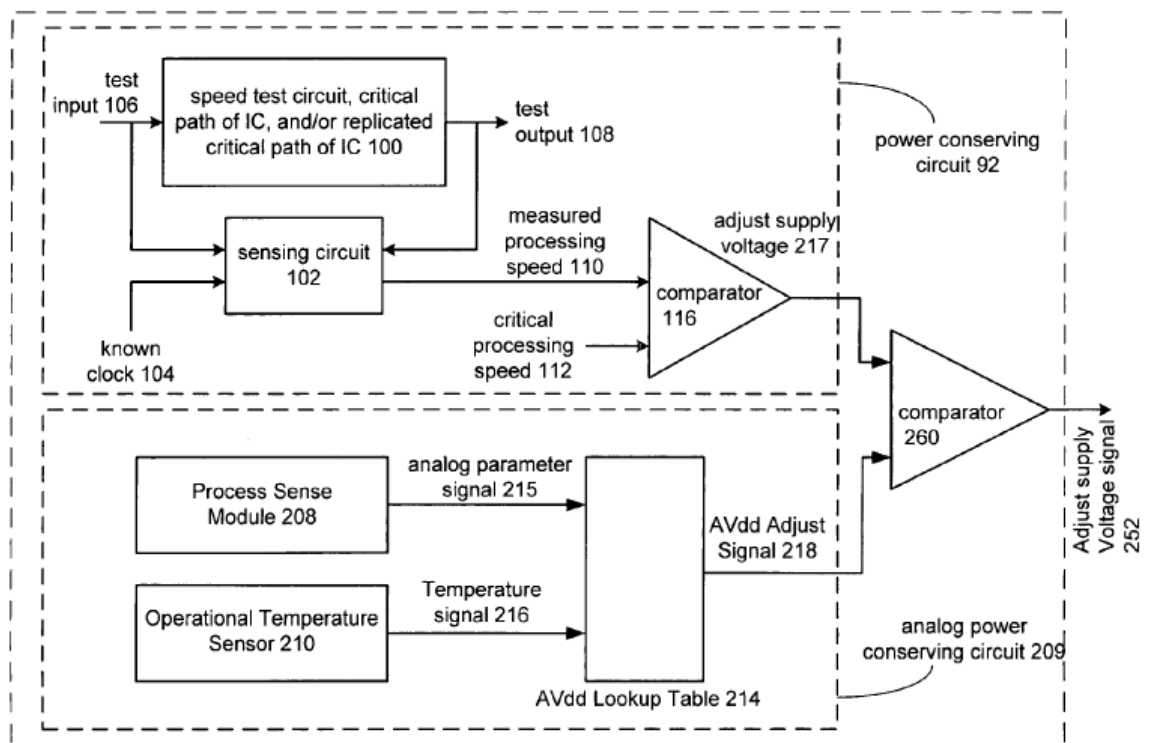 test
input 106
speed test circuit, critical
path of IC, and/or replicated
critical path of IC 100
test
output 108
power conserving
circuit 92
sensing circuit
102
measured
processing
speed 110
adjust supply
voltage 217
comparator
116
known
clock 104
critical
processing
speed 112
comparator
260
Adjust supply
Voltage signal
252
Process Sense
Module 208
analog parameter
signal 215
AVdd Adjust
Signal 218
Operational Temperature
Sensor 210
Temperature
signal 216
analog power
conserving circuit 209
AVdd Lookup Table 214